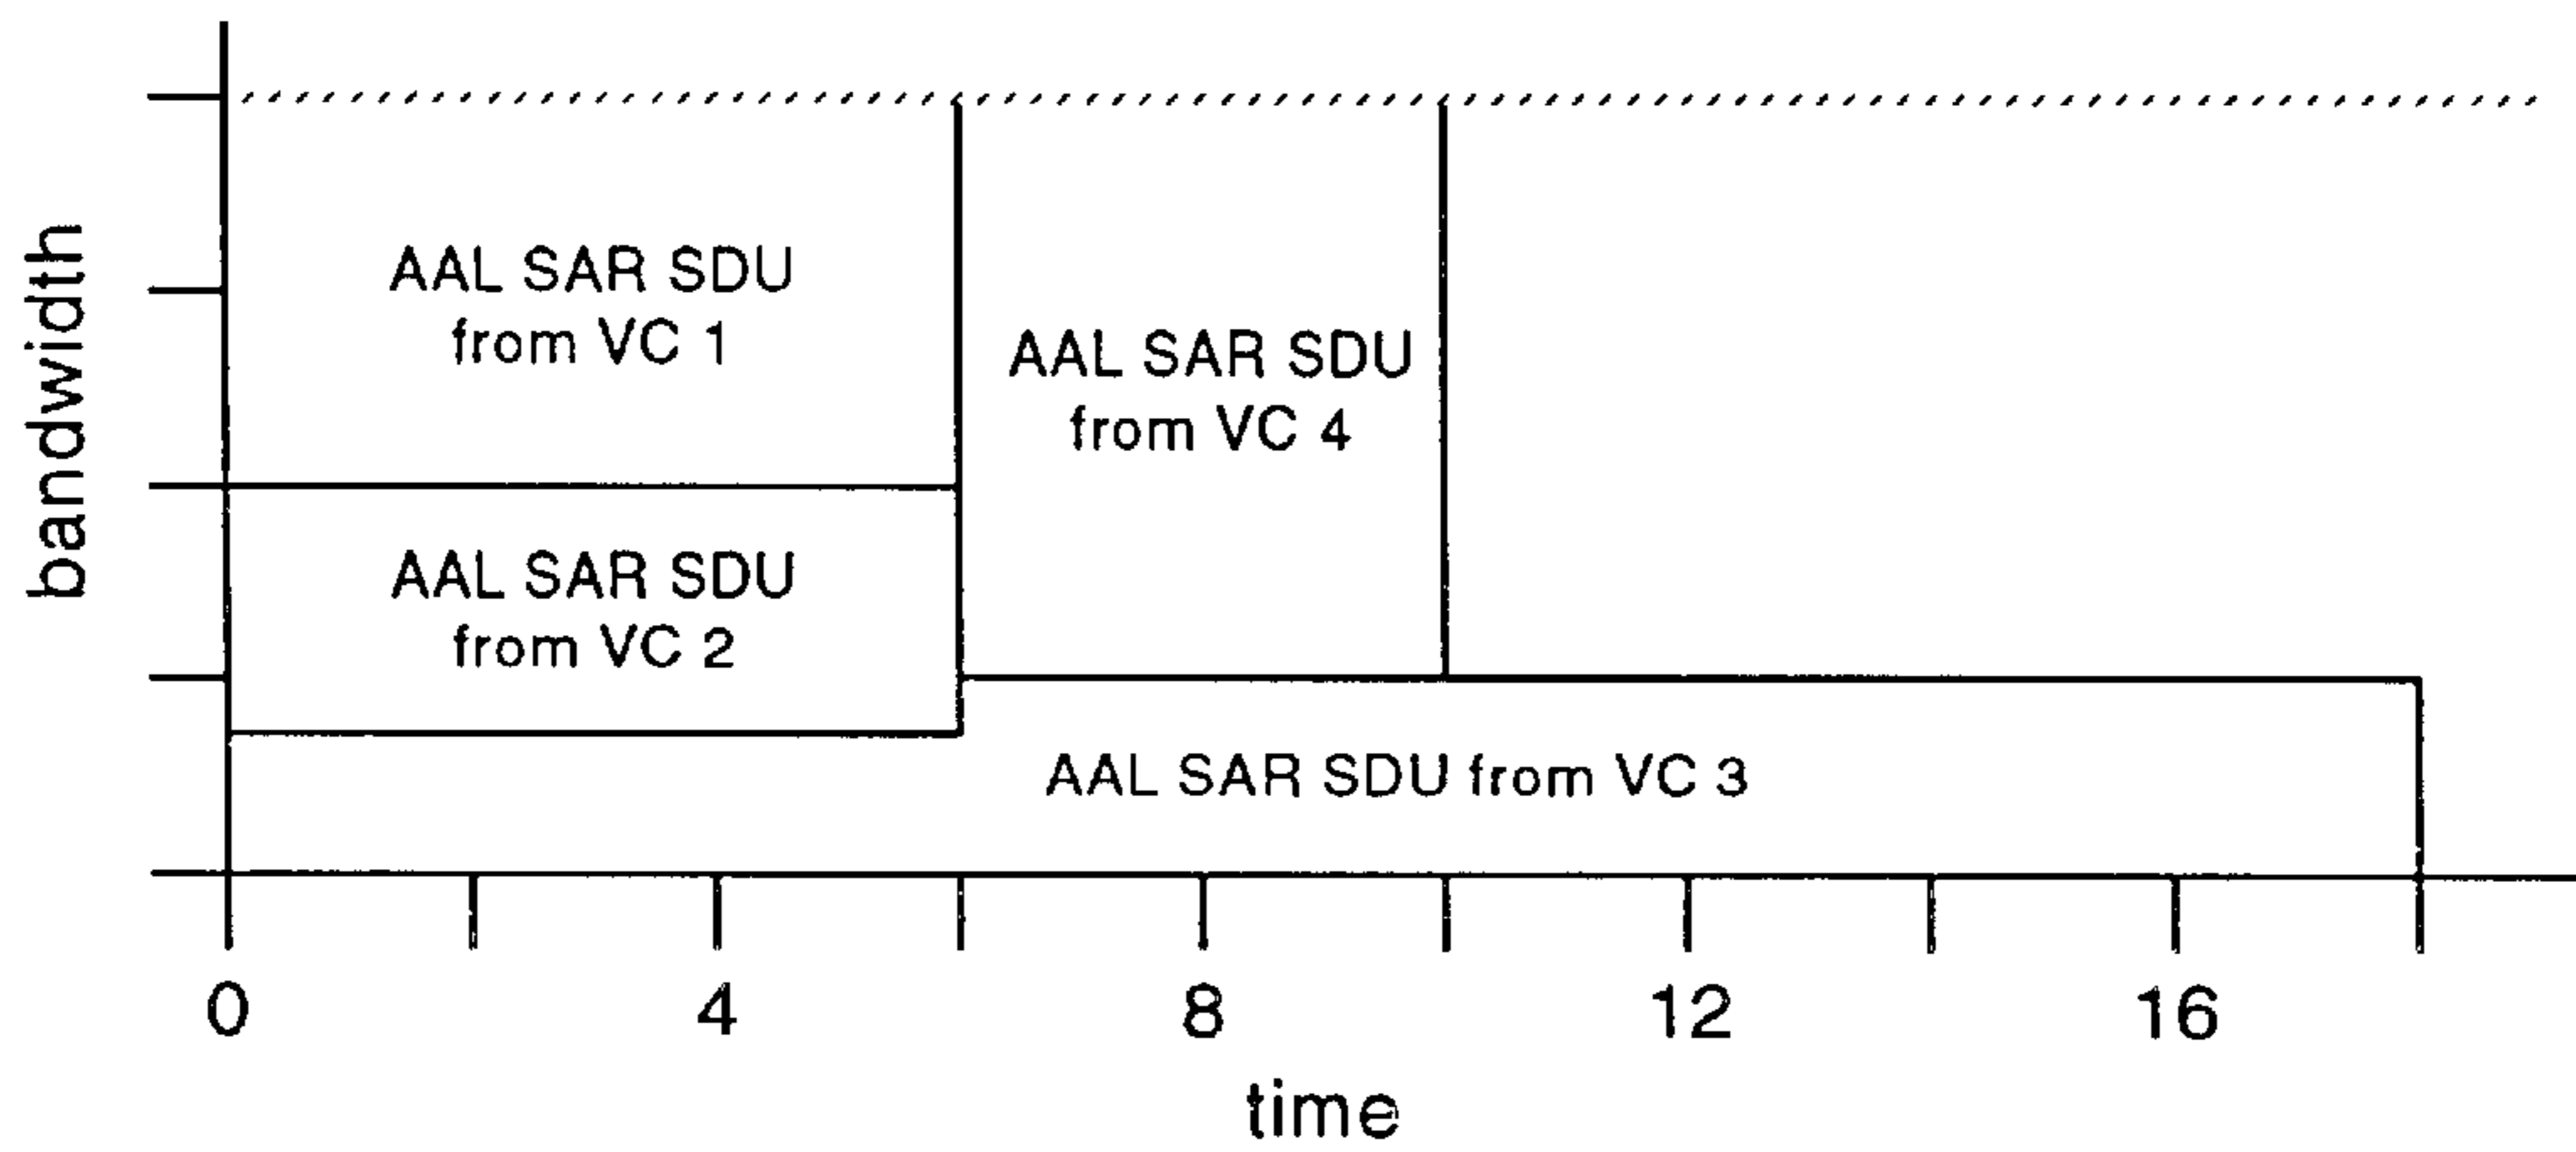 bandwidth
AAL SAR SDU
from VC 1
AAL SAR SDU
from VC 2
AAL SAR SDU
from VC 4
AAL SAR SDU from VC 3
0 4 8 12 16
time